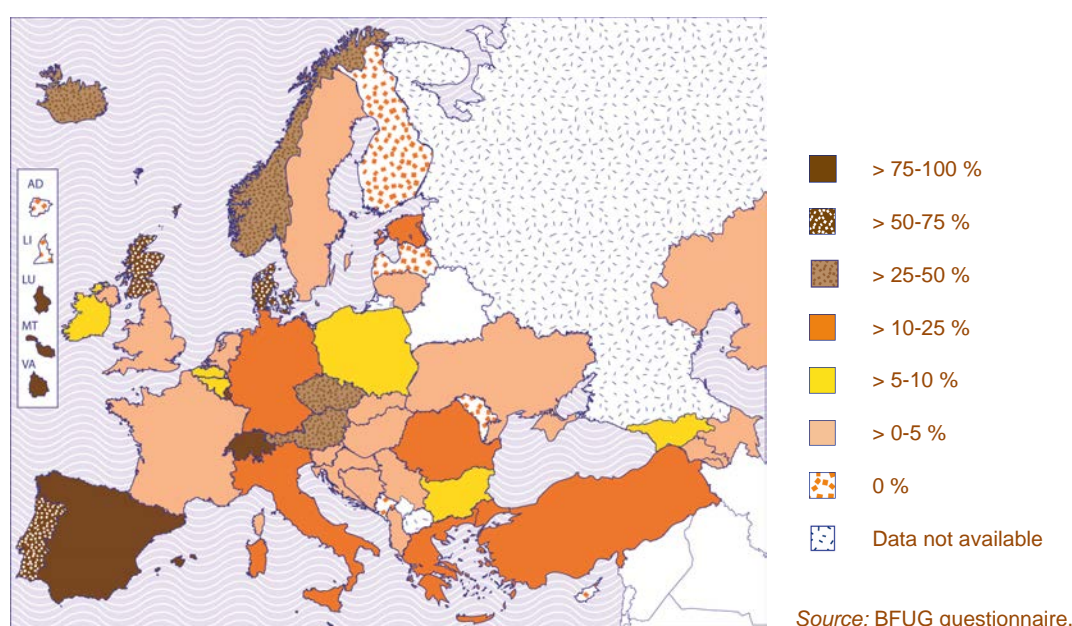 AD
LI
LU
MT
VA
> 75-100 %
> 50-75 %
> 25-50 %
> 10-25 %
> 5-10 %
> 0-5 %
0 %
Data not available
Source: BFUG questionnaire.